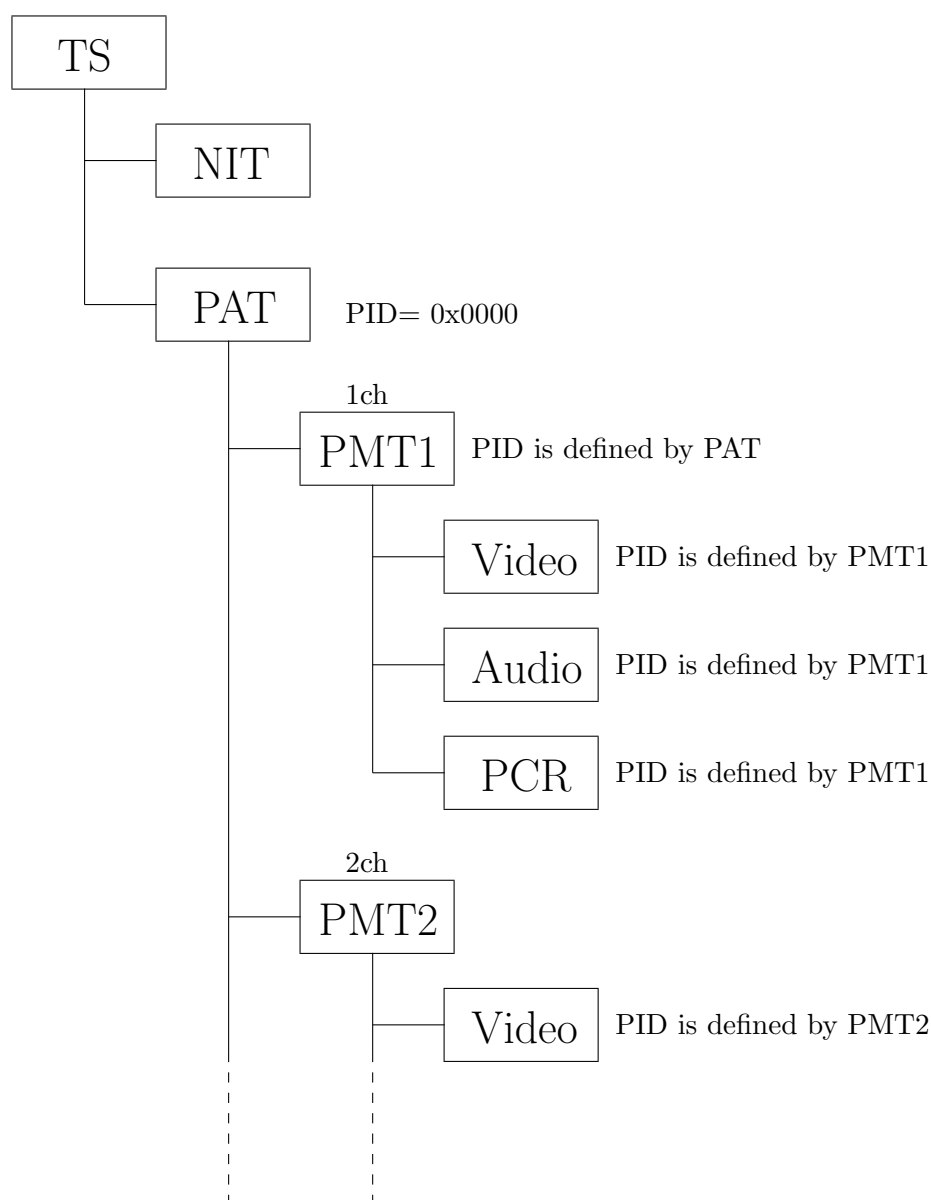 TS
NIT
PAT
PID= 0x0000
1ch
PMT1
PID is defined by PAT
Video
PID is defined by PMT1
Audio
PID is defined by PMT1
PCR
PID is defined by PMT1
2ch
PMT2
Video
PID is defined by PMT2